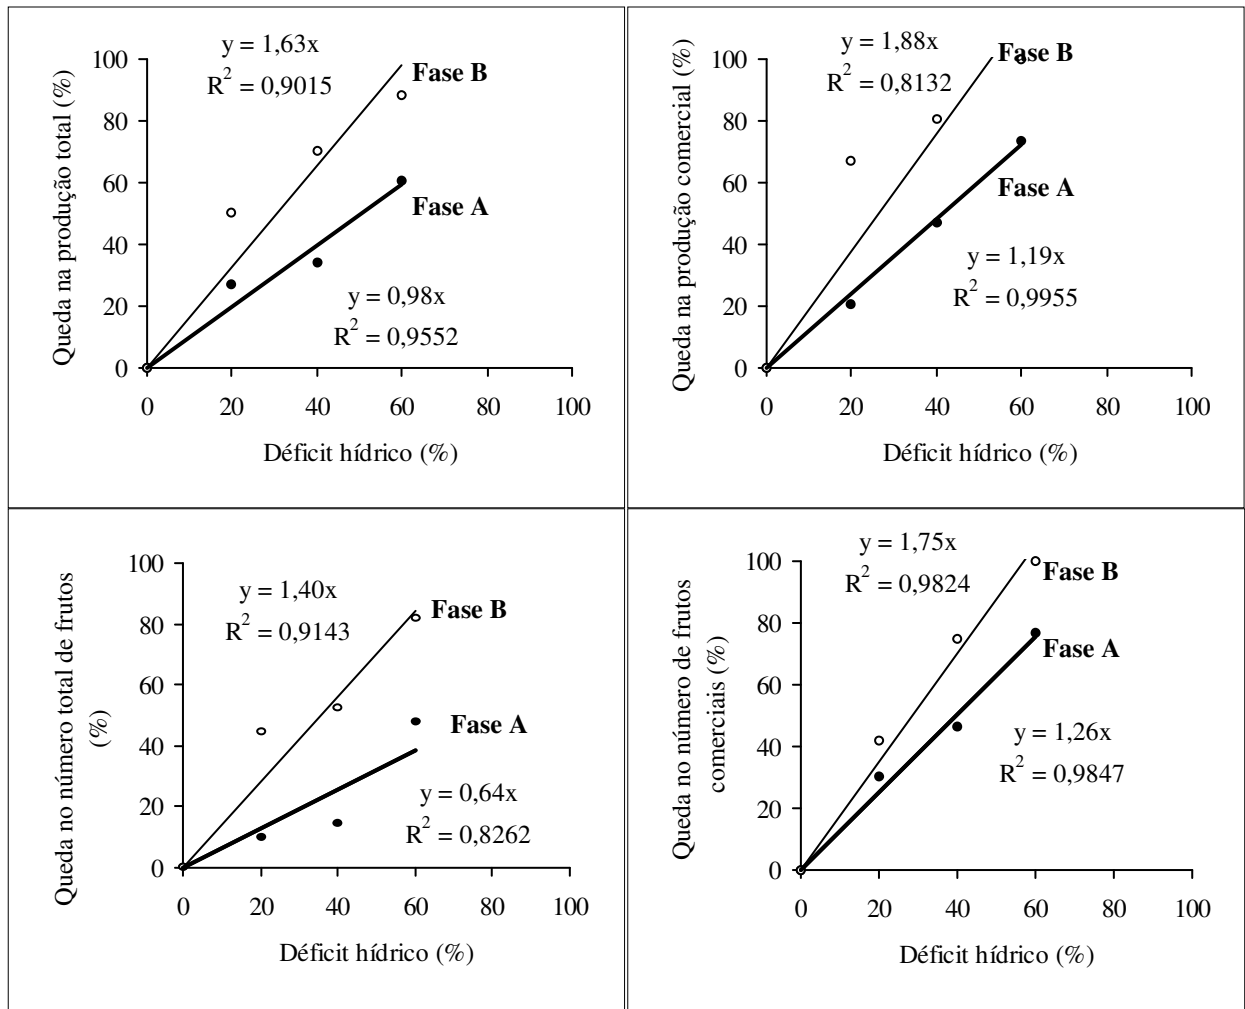 Queda na produção total (%)
y = 1,63x
R2 = 0,9015
Fase B
Fase A
y = 0,98x
R2 = 0,9552
100
80
60
40
20
0
0 20 40 60 80 100
Déficit hídrico (%)
Queda na produção comercial (%)
y = 1,88x
R2 = 0,8132
Fase B
Fase A
y = 1,19x
R2 = 0,9955
100
80
60
40
20
0
0 20 40 60 80 100
Déficit hídrico (%)
Queda no número total de frutos
(%)
y = 1,40x
R2 = 0,9143
Fase B
Fase A
y = 0,64x
R2 = 0,8262
100
80
60
40
20
0
0 20 40 60 80 100
Déficit hídrico (%)
Queda no número de frutos
comerciais (%)
y = 1,75x
R2 = 0,9824
Fase B
Fase A
y = 1,26x
R2 = 0,9847
100
80
60
40
20
0
0 20 40 60 80 100
Déficit hídrico (%)